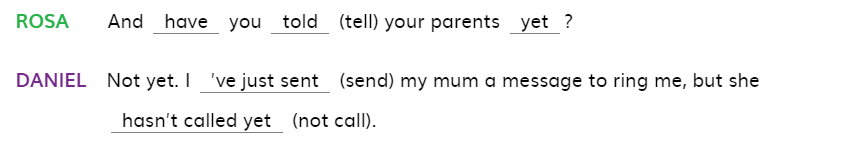 ROSA And have you told (tell) your parents yet ?
DANIEL Not yet. I 've just sent (send) my mum a message to ring me, but she
hasn't called yet (not call).